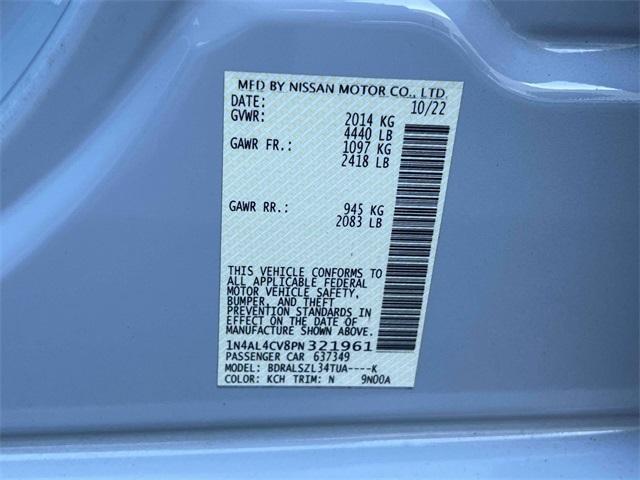 MFD BY NISSAN MOTOR CO., LTD.
DATE: 10/22
GVWR: 2014 KG
4440 LB
GAWR FR.: 1097 KG
2418 LB
GAWR RR.: 945 KG
2083 LB
THIS VEHICLE CONFORMS TO
ALL APPLICABLE FEDERAL
MOTOR VEHICLE SAFETY,
BUMPER, AND THEFT
PREVENTION STANDARDS IN
EFFECT ON THE DATE OF
MANUFACTURE SHOWN ABOVE.
1N4AL4CV8PN321961
PASSENGER CAR 637349
MODEL: BDRALSZL34TUA----K
COLOR: KCH TRIM: N 9N00A